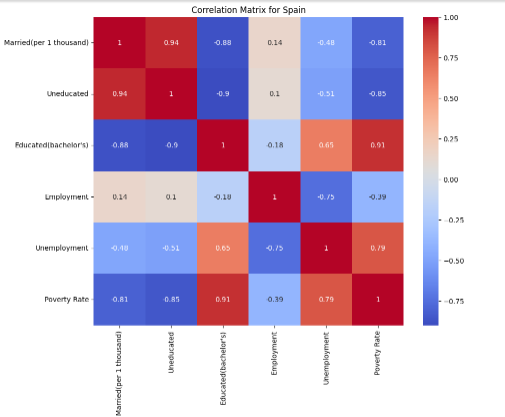 Correlation Matrix for Spain
Married(per 1 thousand) 1 0.94 -0.88 0.14 -0.48 -0.81
Uneducated 0.94 1 -0.9 0.1 -0.51 -0.85
Educated(bachelor's) -0.88 -0.9 1 -0.18 0.65 0.91
Employment 0.14 0.1 -0.18 1 -0.75 -0.39
Unemployment -0.48 -0.51 0.65 -0.75 1 0.79
Poverty Rate -0.81 -0.85 0.91 -0.39 0.79 1
Married(per 1 thousand)
Uneducated
Educated(bachelor's)
Employment
Unemployment
Poverty Rate
1.00
0.75
0.50
0.25
0.00
-0.25
-0.50
-0.75